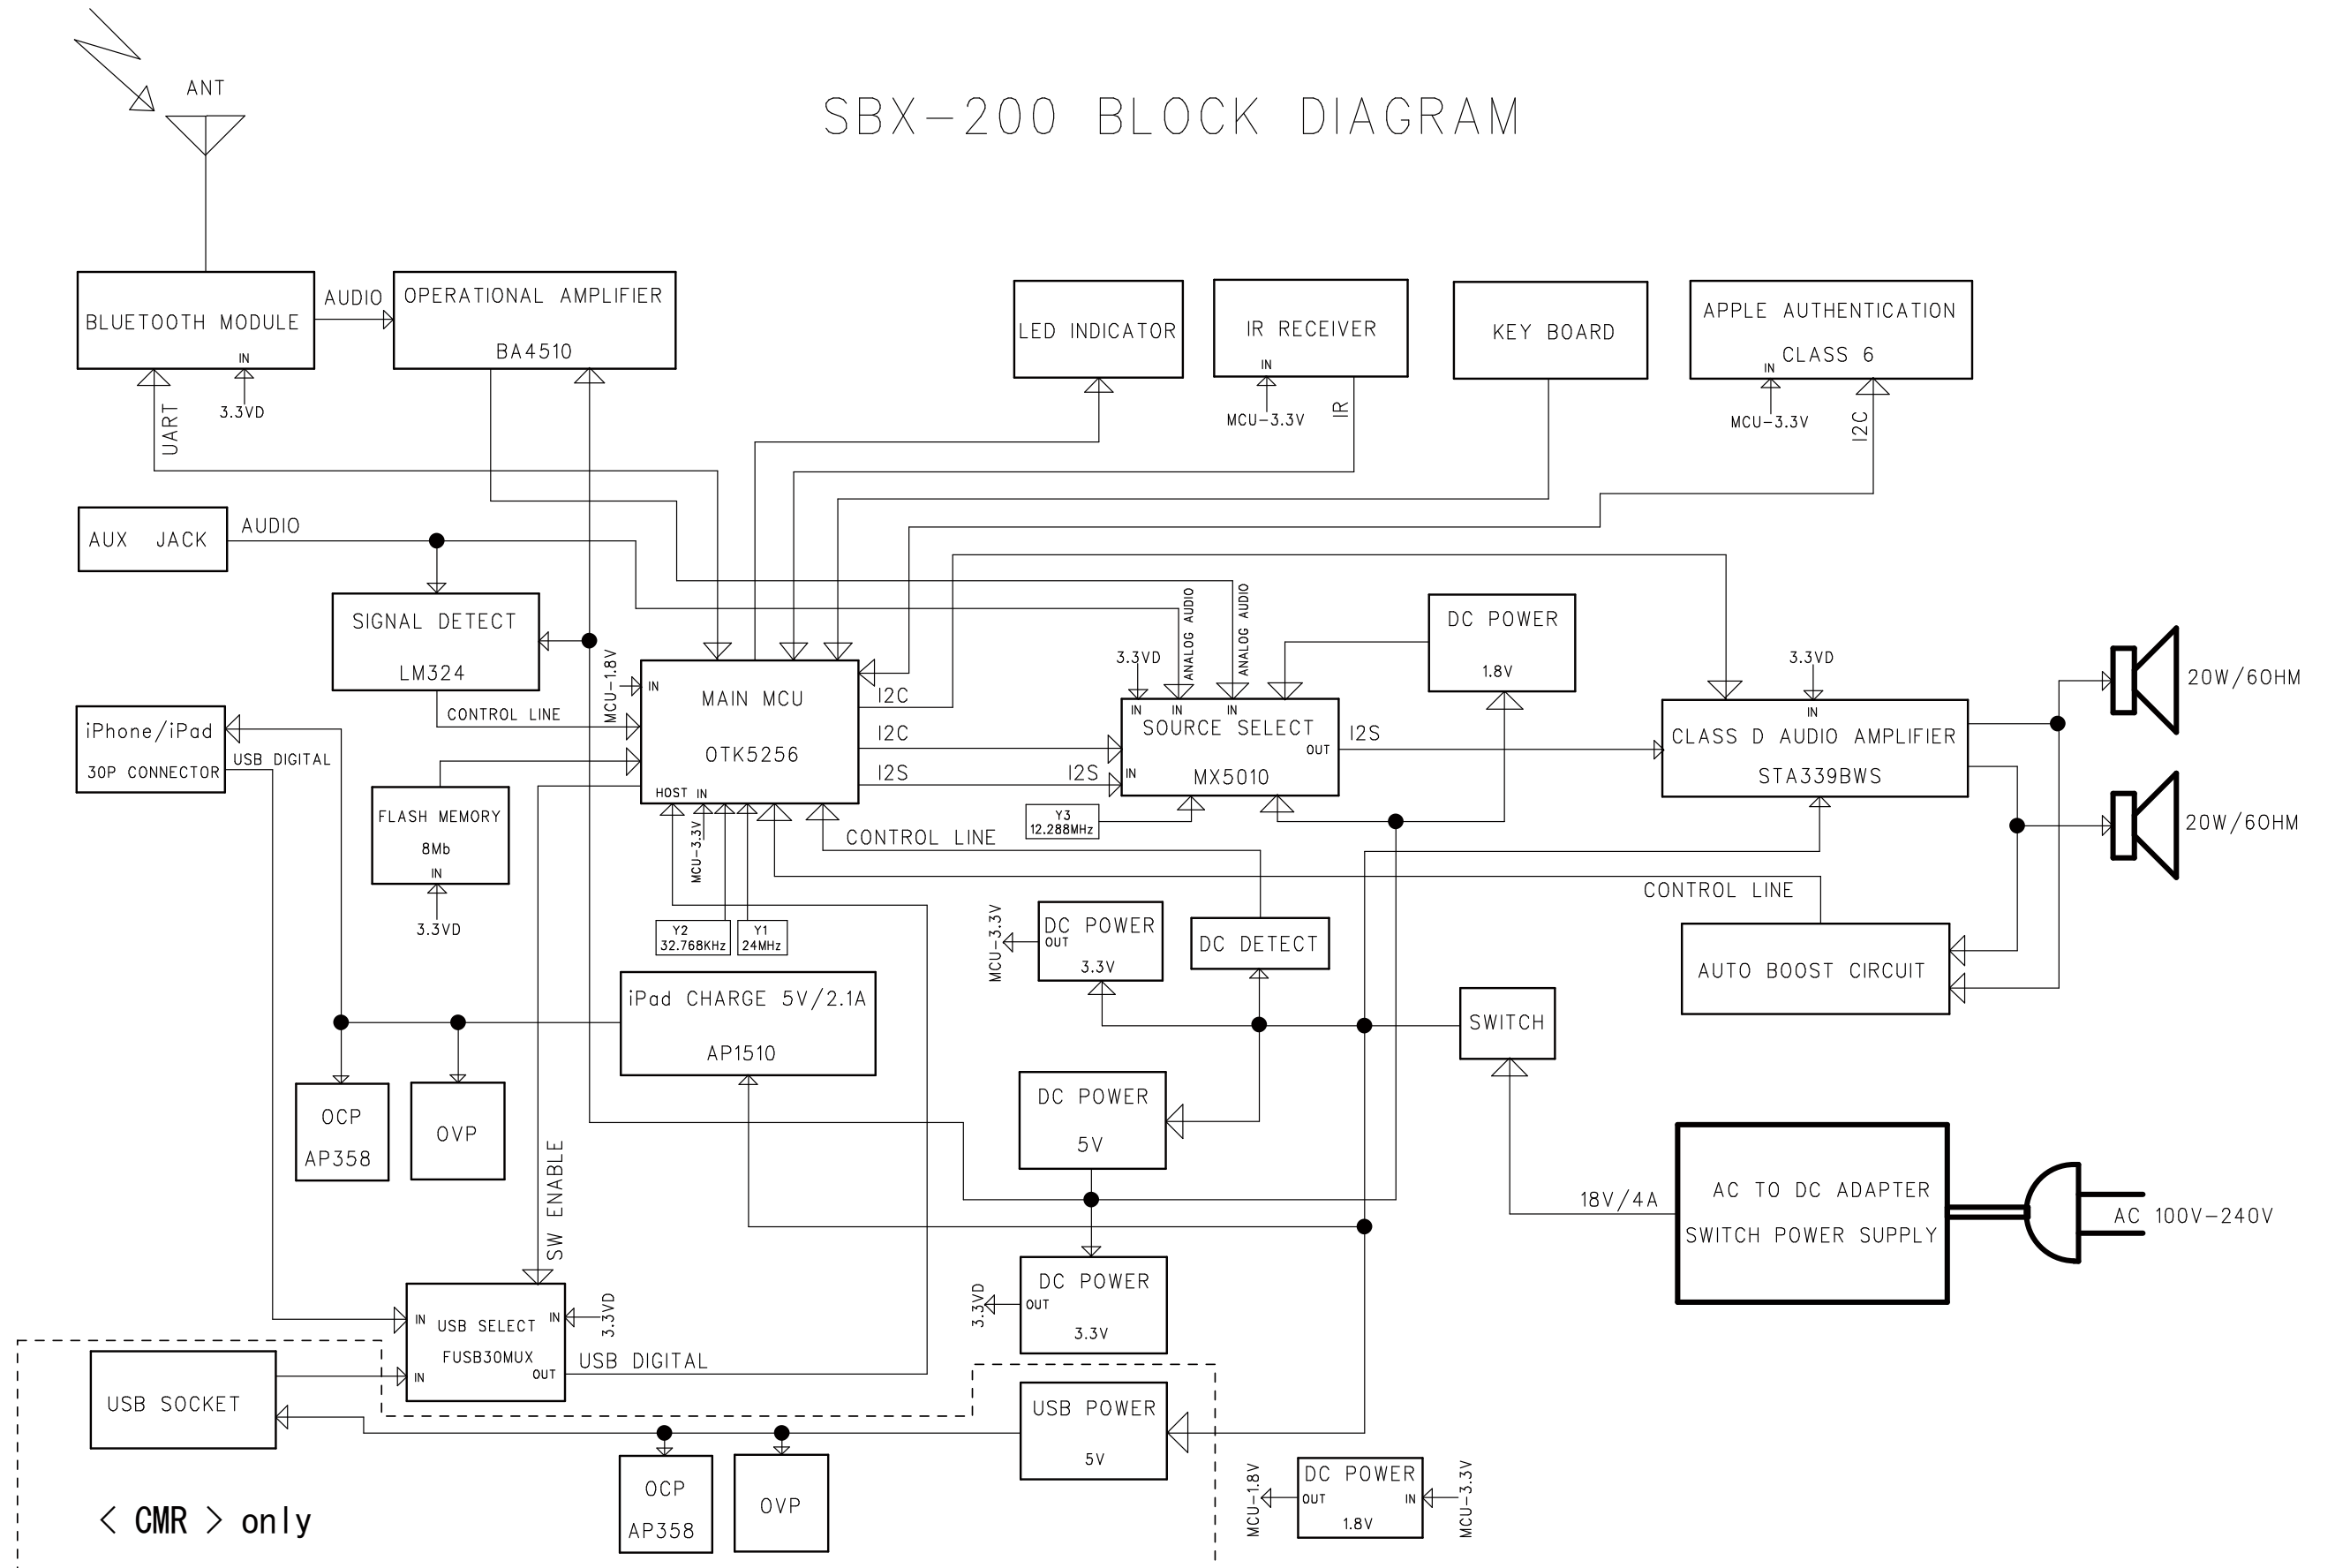 SBX-200 BLOCK DIAGRAM
ANT
BLUETOOTH MODULE
IN
3.3VD
UART
AUDIO
OPERATIONAL AMPLIFIER
BA4510
LED INDICATOR
IR RECEIVER
IN
MCU-3.3V
IR
KEY BOARD
APPLE AUTHENTICATION
CLASS 6
IN
MCU-3.3V
I2C
AUX JACK
AUDIO
SIGNAL DETECT
LM324
CONTROL LINE
MCU-1.8V
IN
MAIN MCU
OTK5256
HOST IN
I2C
I2C
I2S
I2S
3.3VD
ANALOG AUDIO
ANALOG AUDIO
IN
IN
IN
SOURCE SELECT
OUT
IN
MX5010
I2S
DC POWER
1.8V
3.3VD
IN
CLASS D AUDIO AMPLIFIER
STA339BWS
20W/6OHM
20W/6OHM
iPhone/iPad
30P CONNECTOR
USB DIGITAL
FLASH MEMORY
8Mb
IN
3.3VD
MCU-3.3V
Y2
32.768KHz
Y1
24MHz
Y3
12.288MHz
CONTROL LINE
CONTROL LINE
MCU-3.3V
DC POWER
OUT
3.3V
DC DETECT
AUTO BOOST CIRCUIT
iPad CHARGE 5V/2.1A
AP1510
SWITCH
OCP
AP358
OVP
DC POWER
5V
SW ENABLE
18V/4A
AC TO DC ADAPTER
SWITCH POWER SUPPLY
AC 100V-240V
DC POWER
OUT
3.3V
3.3VD
IN
IN
USB SELECT
FUSB30MUX
IN
OUT
3.3VD
USB DIGITAL
USB SOCKET
USB POWER
5V
OCP
AP358
OVP
MCU-1.8V
DC POWER
OUT
IN
1.8V
MCU-3.3V
< CMR > only